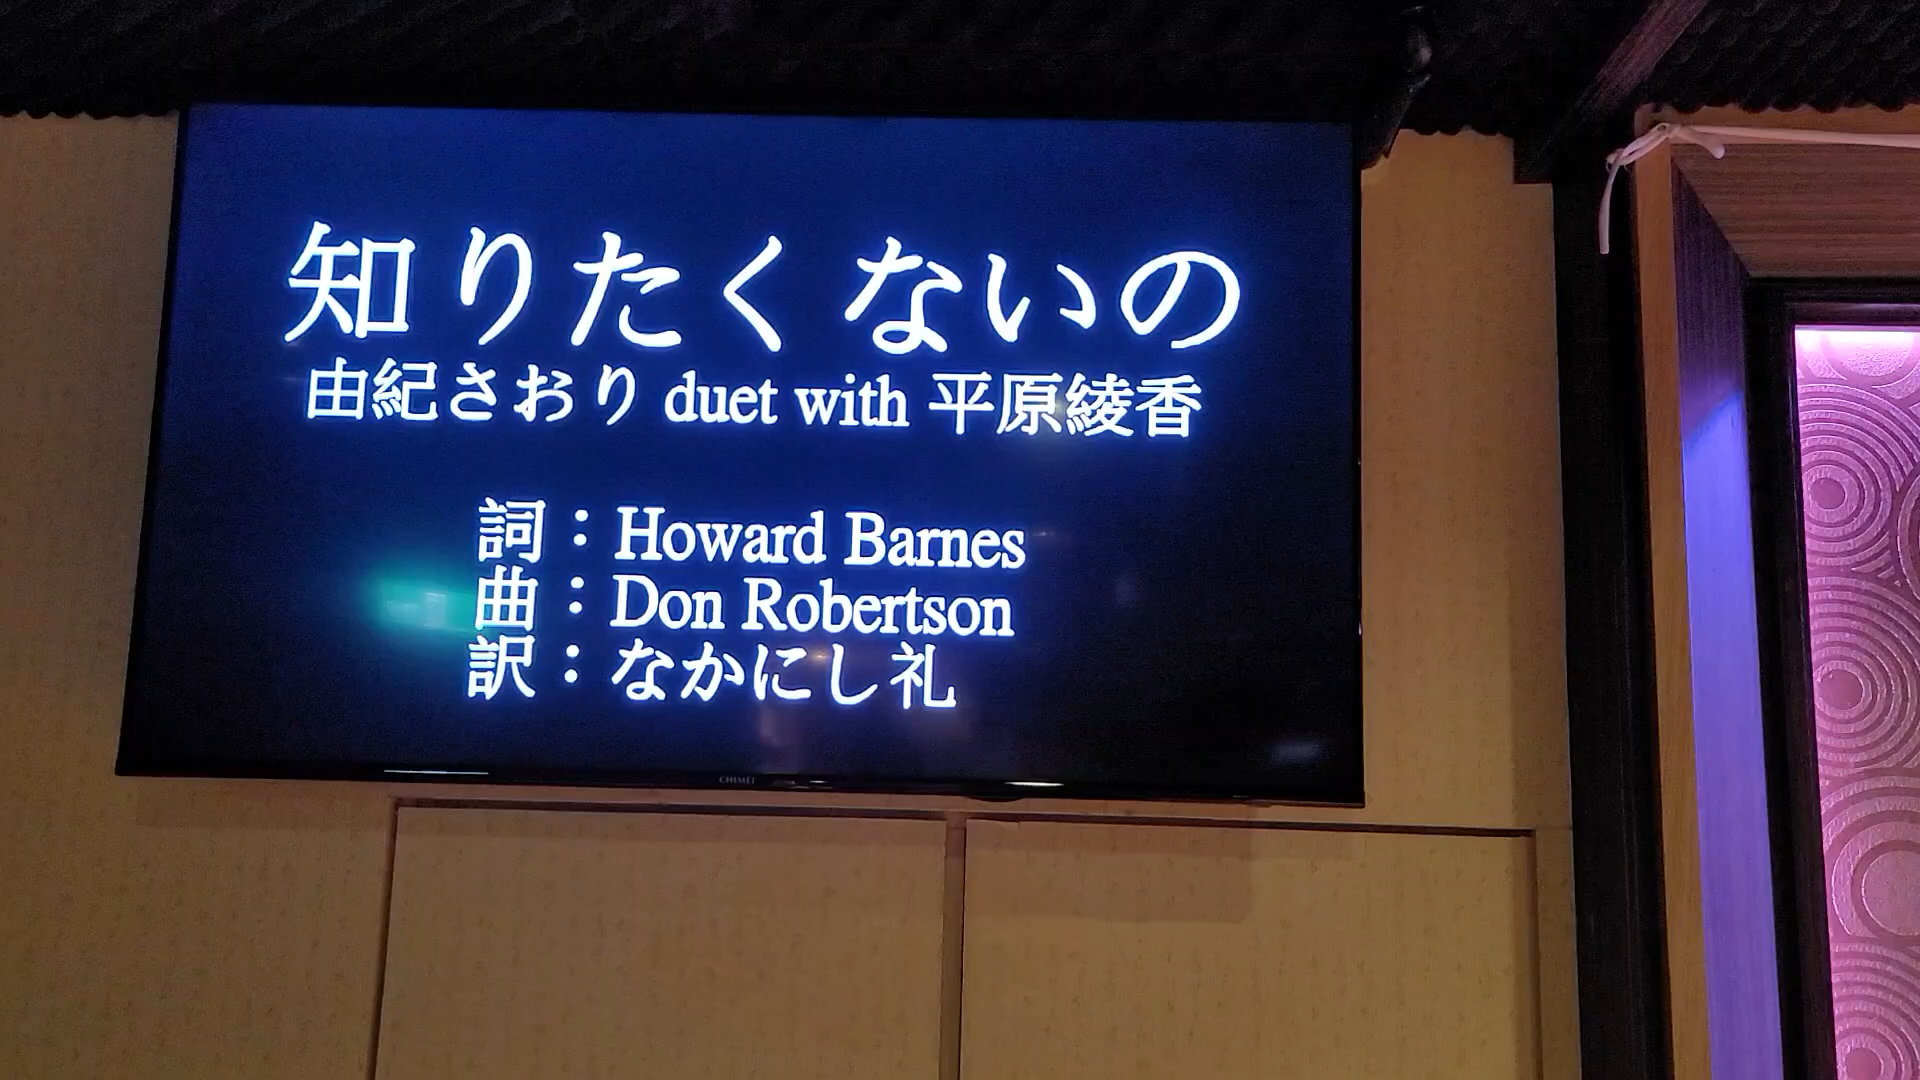 知りたくないの
由紀さおり duet with 平原綾香
詞：Howard Barnes
曲：Don Robertson
訳：なかにし礼
CHIMEI